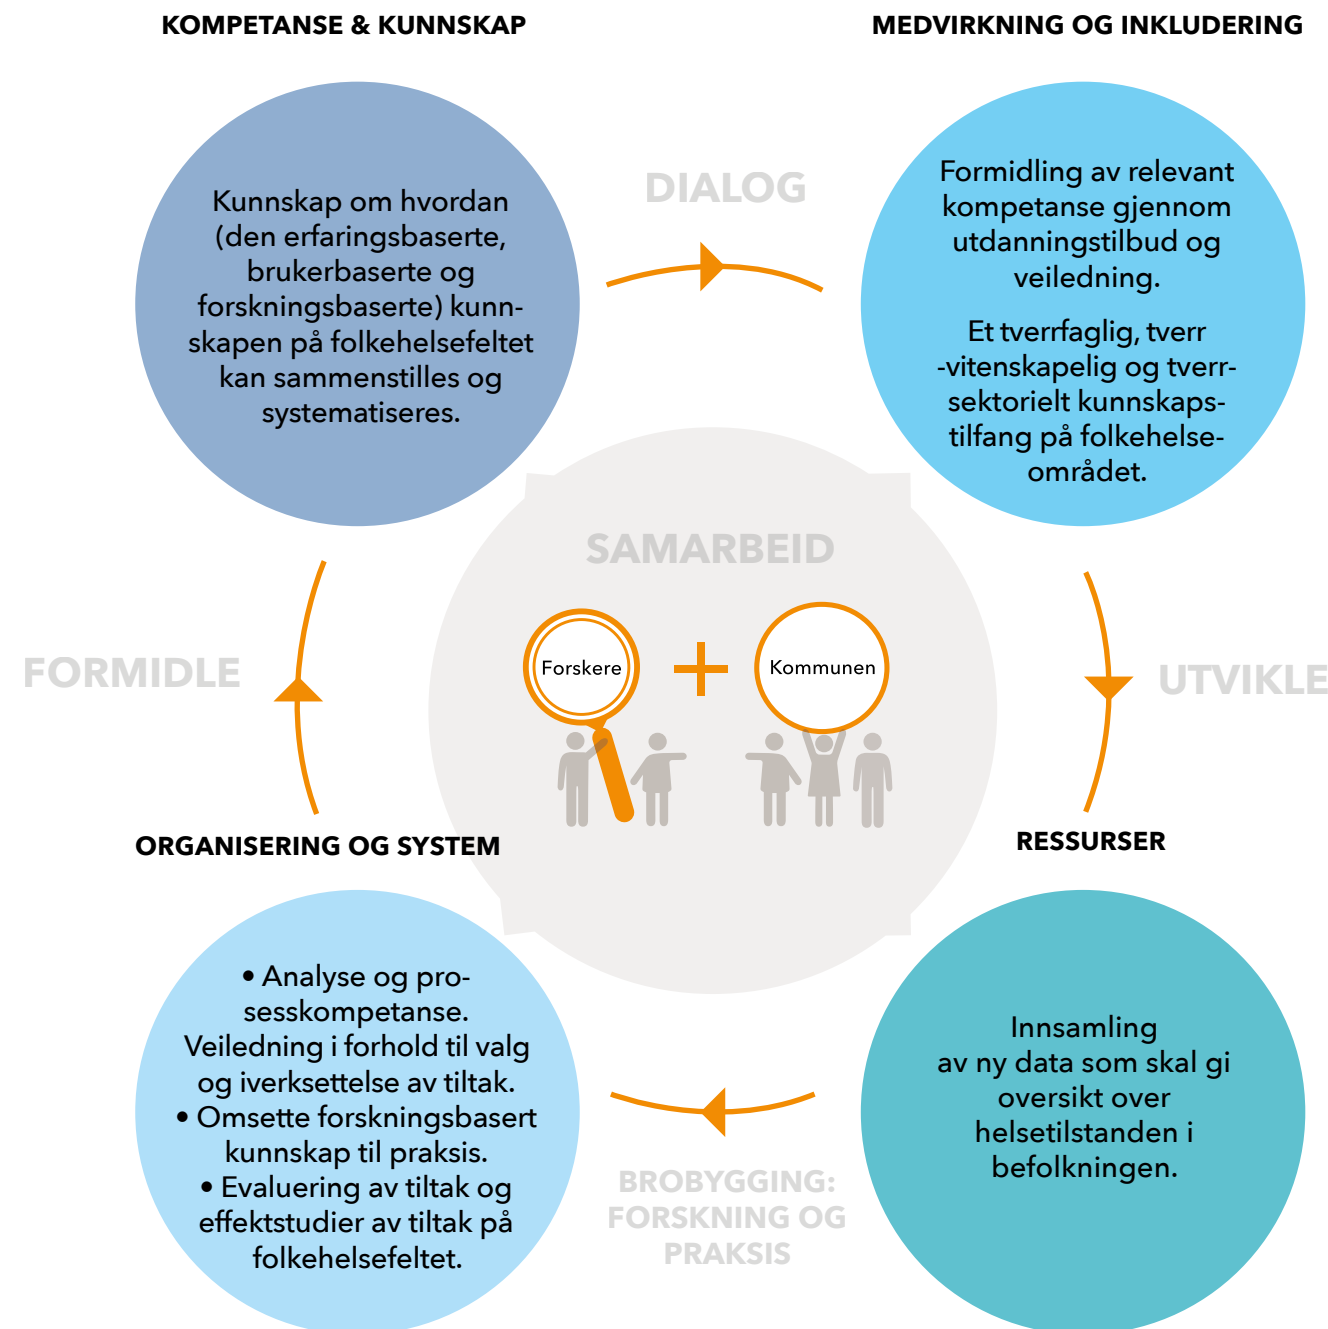 KOMPETANSE & KUNNSKAP
MEDVIRKNING OG INKLUDERING
Kunnskap om hvordan
(den erfaringsbaserte,
brukerbaserte og
forskningsbaserte) kunn-
skapen på folkehelsefeltet
kan sammenstilles og
systematiseres.
DIALOG
Formidling av relevant
kompetanse gjennom
utdanningstilbud og
veiledning.
Et tverrfaglig, tverr
-vitenskapelig og tverr-
sektorielt kunnskaps-
tilfang på folkehelse-
området.
SAMARBEID
Forskere
Kommunen
FORMIDLE
UTVIKLE
ORGANISERING OG SYSTEM
RESSURSER
• Analyse og pro-
sesskompetanse.
Veiledning i forhold til valg
og iverksettelse av tiltak.
• Omsette forskningsbasert
kunnskap til praksis.
• Evaluering av tiltak og
effektstudier av tiltak på
folkehelsefeltet.
BROBYGGING:
FORSKNING OG
PRAKSIS
Innsamling
av ny data som skal gi
oversikt over
helsetilstanden i
befolkningen.